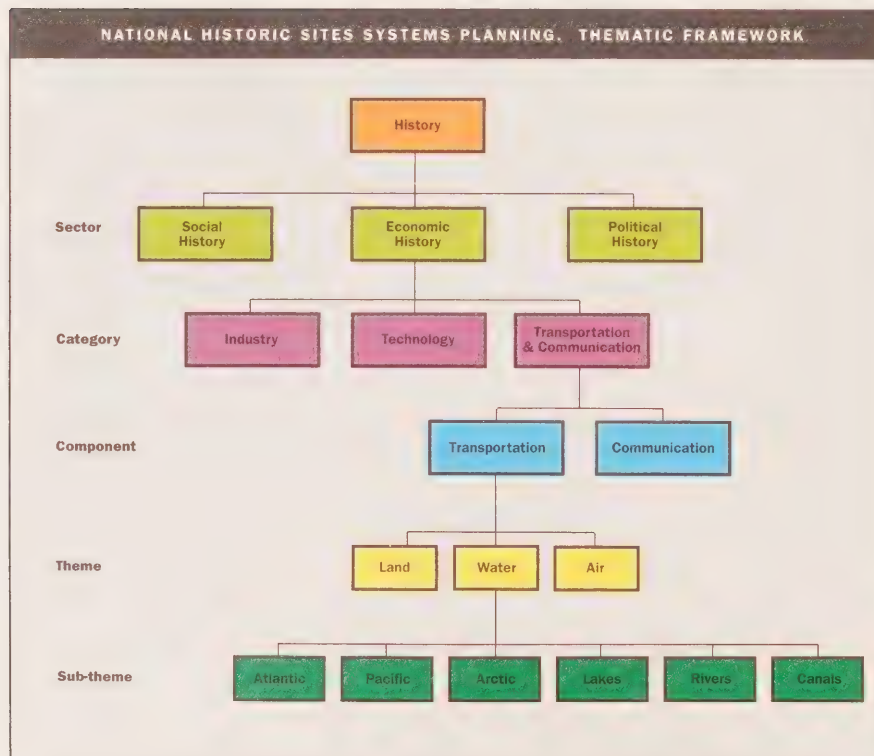 NATIONAL HISTORIC SITES SYSTEMS PLANNING. THEMATIC FRAMEWORK
History
Sector
Social
History
Economic
History
Political
History
Category
Industry
Technology
Transportation
& Communication
Component
Transportation
Communication
Theme
Land
Water
Air
Sub-theme
Atlantic
Pacific
Arctic
Lakes
Rivers
Canals